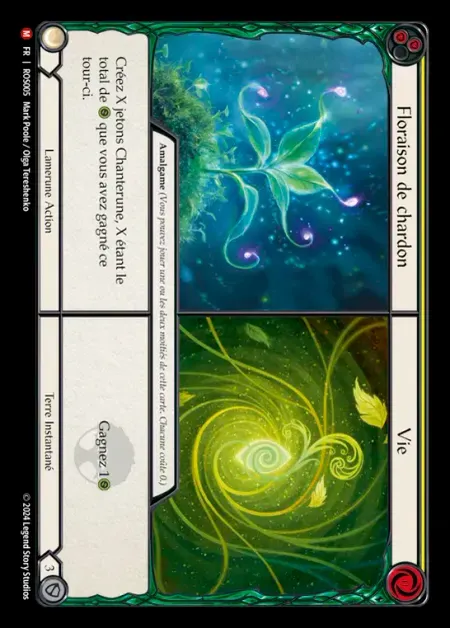 Floraison de chardon
Vie
Amalgame (Vous pouvez jouer une ou les deux moitiés de cette carte. Chacune coûte 0.)
Créez X jetons Chanterune, X étant le
total de que vous avez gagné ce
tour-ci.
Gagnez 1
Lamerune Action
Terre Instantané
3
M FR | ROS005 Mark Poole / Olga Tereshenko
© 2024 Legend Story Studios